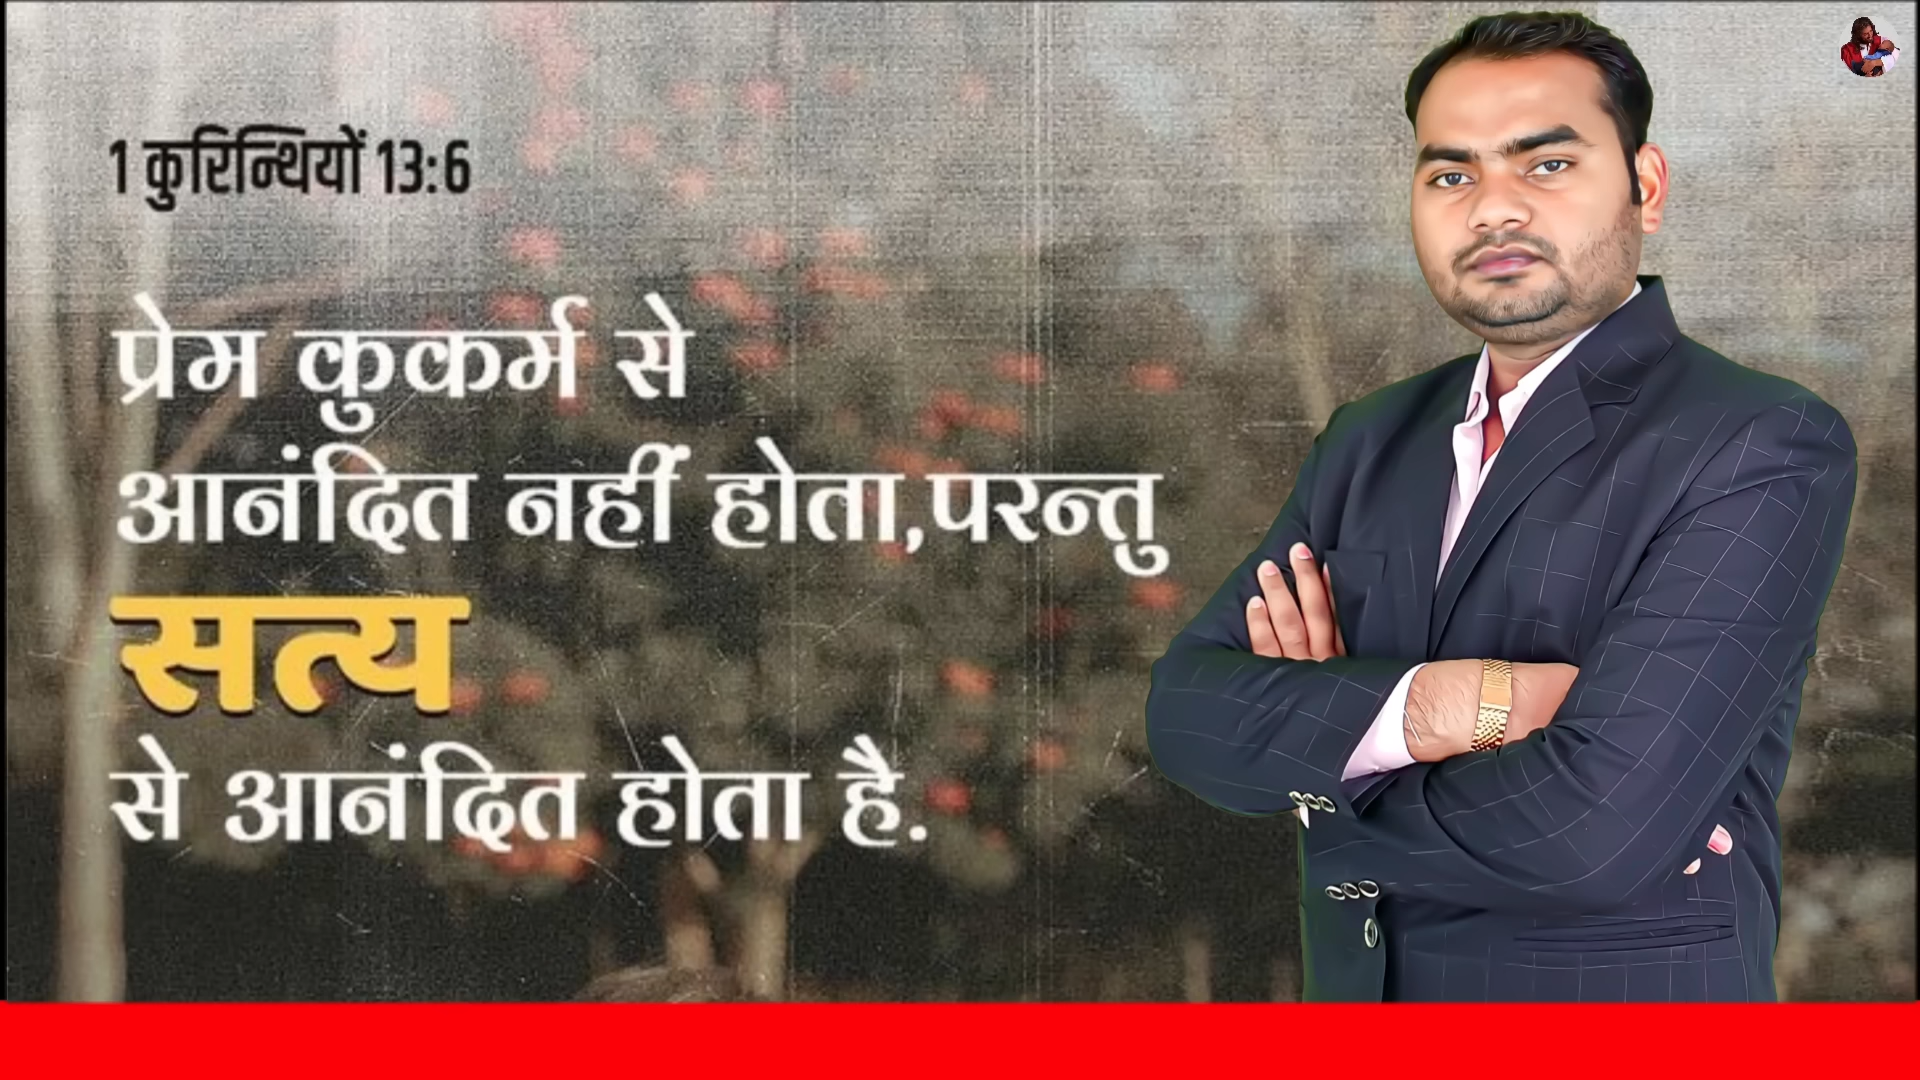 1 कुरिन्थियों 13:6
प्रेम कुकर्म से
आनंदित नहीं होता,परन्तु
सत्य
से आनंदित होता है.